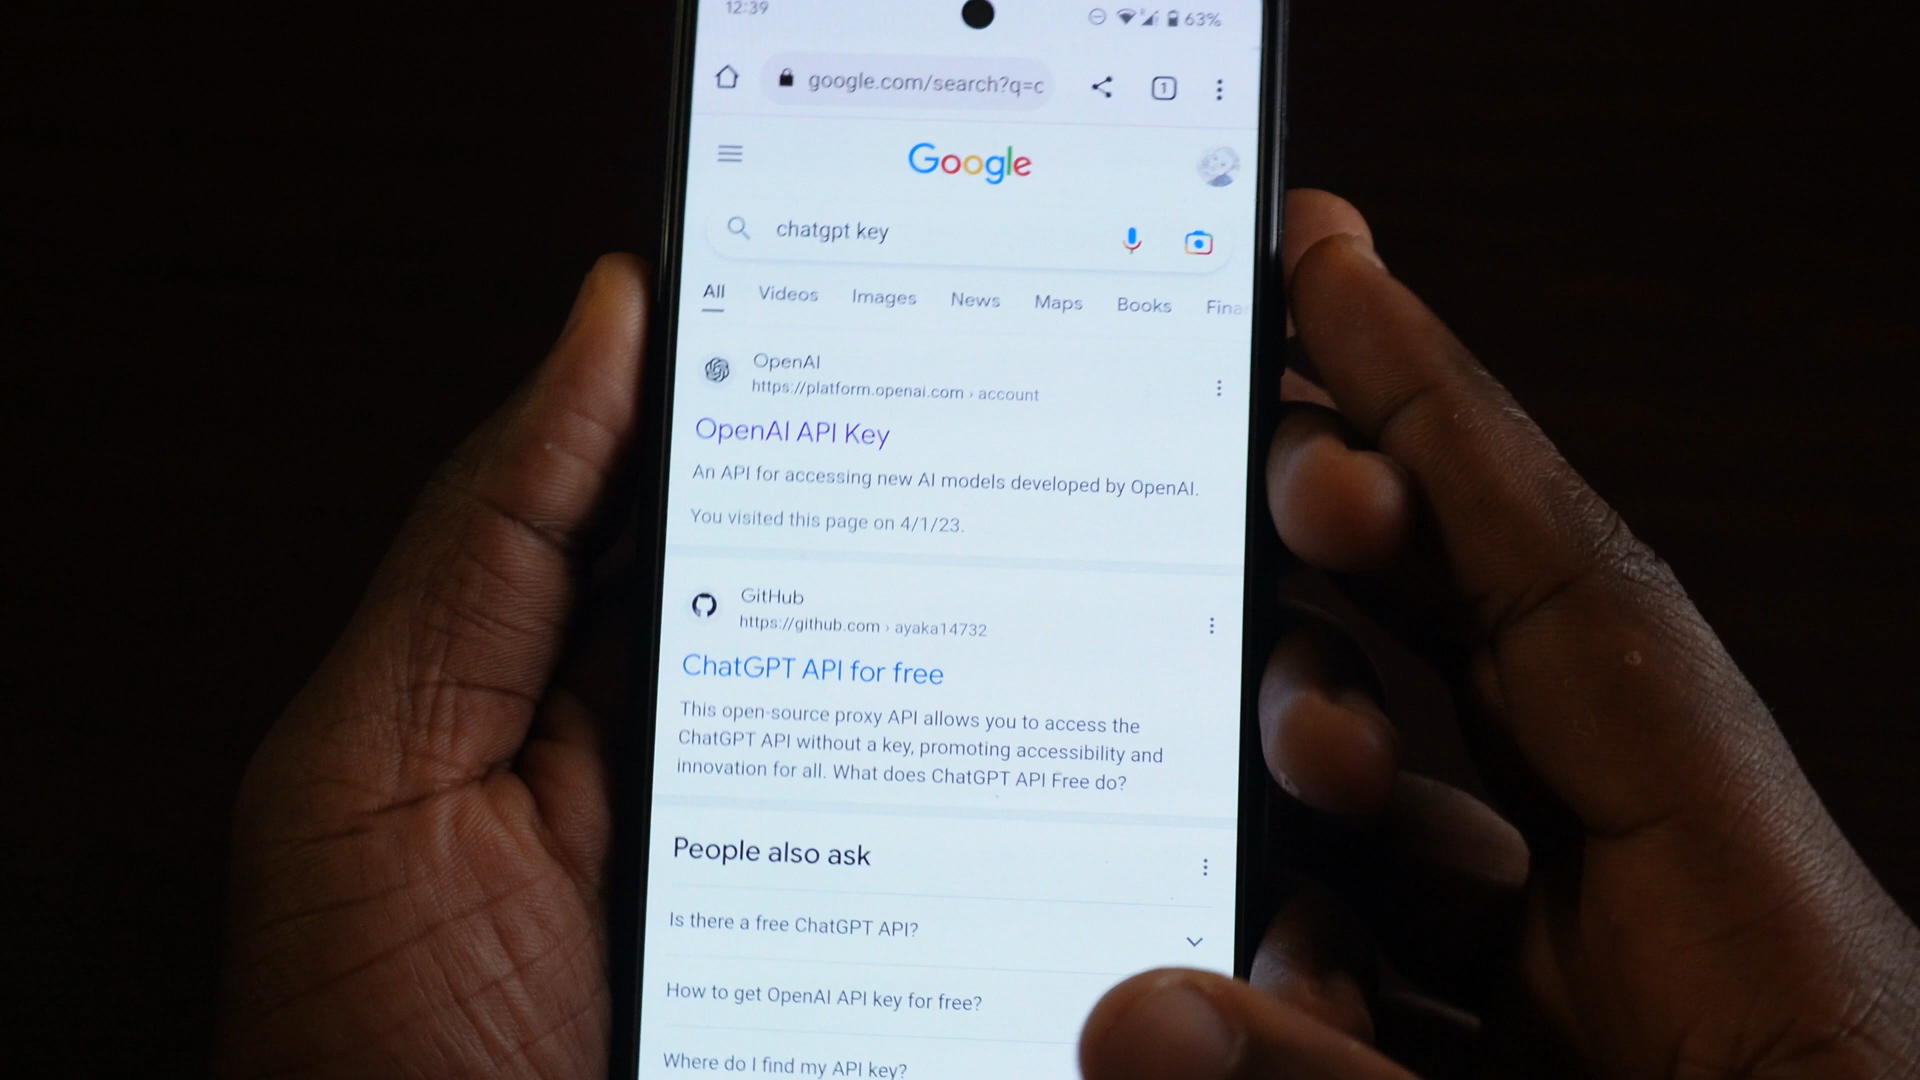 12:39
63%
google.com/search?q=c
1
Google
chatgpt key
All Videos Images News Maps Books Fina
OpenAI
https://platform.openai.com › account
OpenAI API Key
An API for accessing new AI models developed by OpenAI.
You visited this page on 4/1/23.
GitHub
https://github.com › ayaka14732
ChatGPT API for free
This open-source proxy API allows you to access the
ChatGPT API without a key, promoting accessibility and
innovation for all. What does ChatGPT API Free do?
People also ask
Is there a free ChatGPT API?
How to get OpenAI API key for free?
Where do I find my API key?